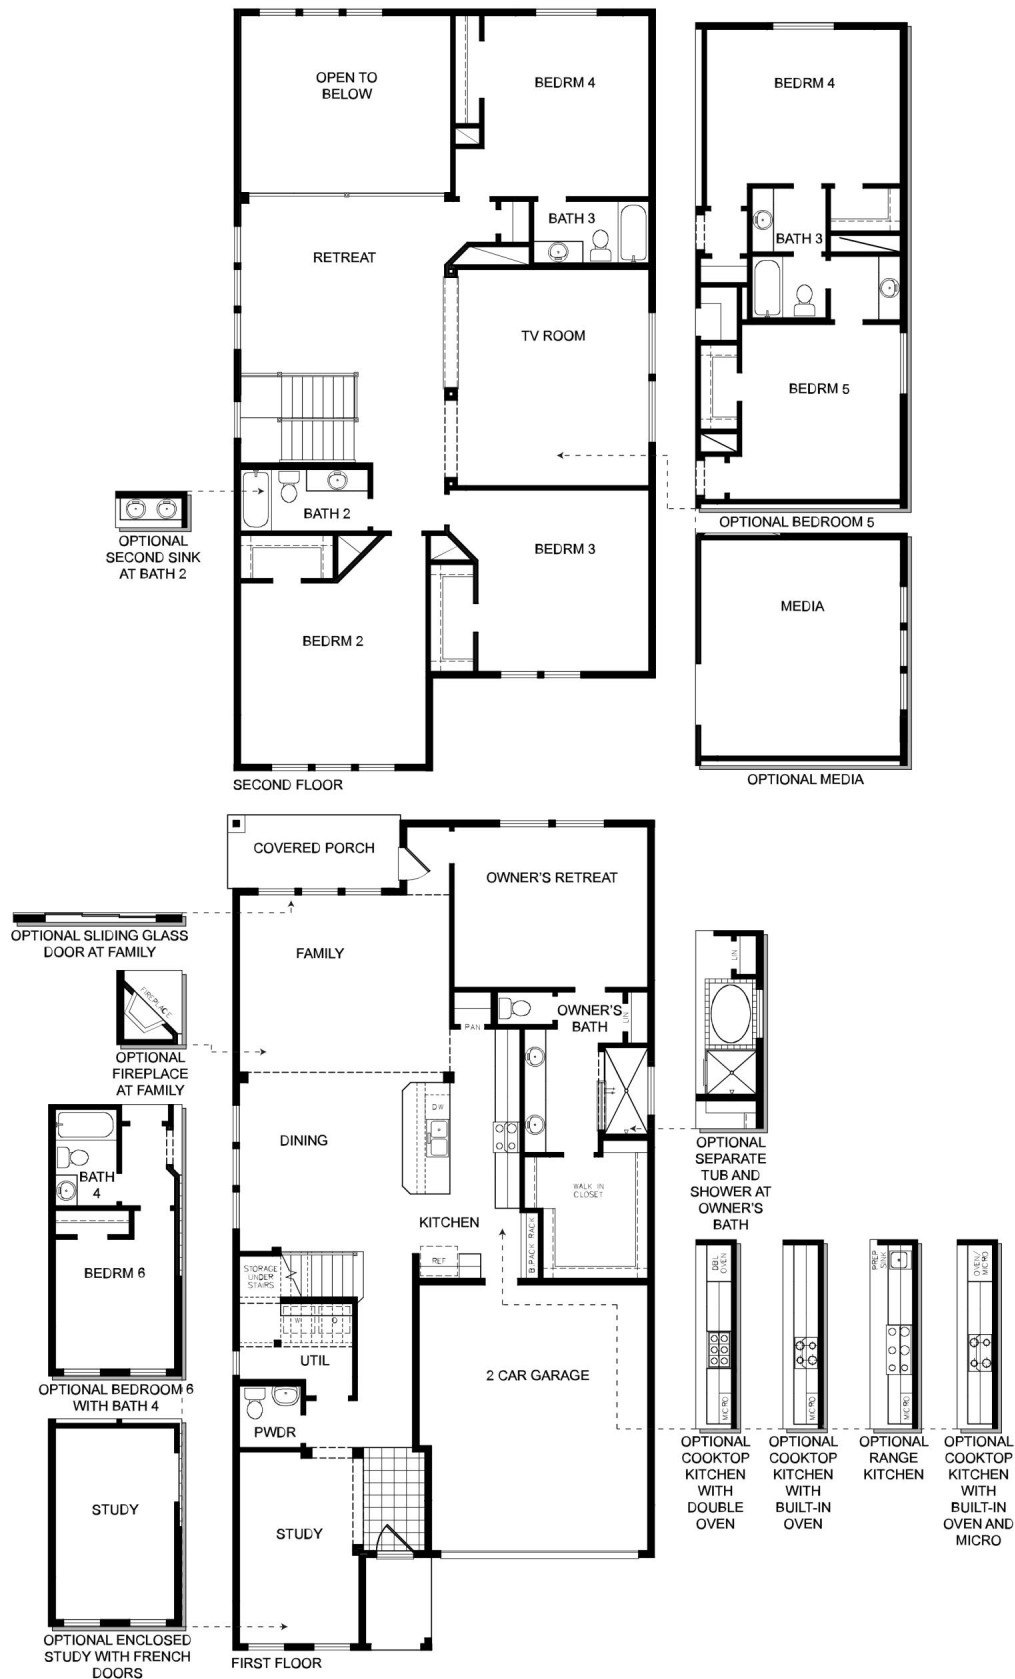 OPEN TO
BELOW
BEDRM 4
BATH 3
RETREAT
TV ROOM
BATH 2
BEDRM 3
BEDRM 2
SECOND FLOOR
OPTIONAL
SECOND SINK
AT BATH 2
BEDRM 4
BATH 3
BEDRM 5
OPTIONAL BEDROOM 5
MEDIA
OPTIONAL MEDIA
COVERED PORCH
OWNER'S RETREAT
FAMILY
OWNER'S
BATH
LIN
PAN
DW
DINING
KITCHEN
WALK IN
CLOSET
B.PACK RACK
REF
STORAGE
UNDER
STAIRS
W
D
UTIL
2 CAR GARAGE
PWDR
STUDY
FIRST FLOOR
OPTIONAL SLIDING GLASS
DOOR AT FAMILY
FIREPLACE
OPTIONAL
FIREPLACE
AT FAMILY
BATH
4
BEDRM 6
OPTIONAL BEDROOM 6
WITH BATH 4
STUDY
OPTIONAL ENCLOSED
STUDY WITH FRENCH
DOORS
LIN
OPTIONAL
SEPARATE
TUB AND
SHOWER AT
OWNER'S
BATH
DBL
OVEN
MICRO
OPTIONAL
COOKTOP
KITCHEN
WITH
DOUBLE
OVEN
MICRO
OPTIONAL
COOKTOP
KITCHEN
WITH
BUILT-IN
OVEN
PREP
SINK
MICRO
OPTIONAL
RANGE
KITCHEN
OVEN/
MICRO
OPTIONAL
COOKTOP
KITCHEN
WITH
BUILT-IN
OVEN AND
MICRO